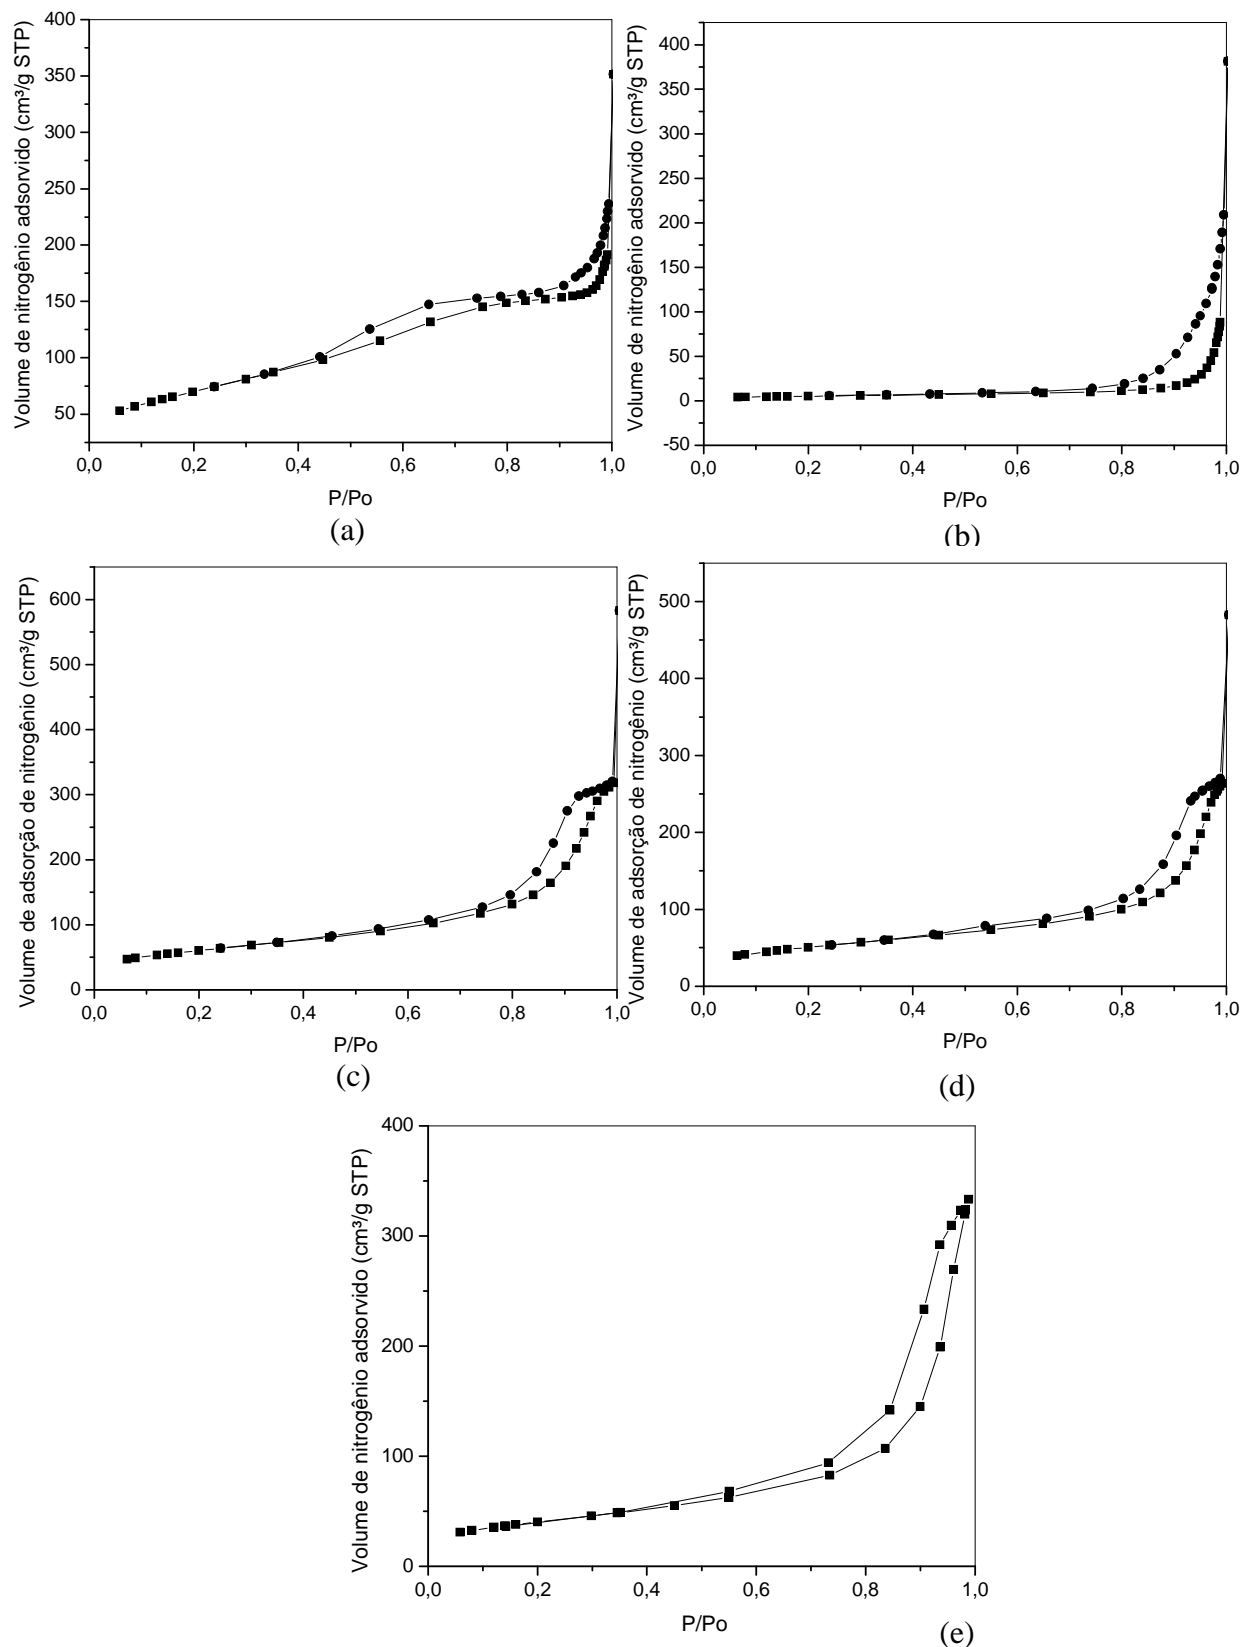 400
350
300
250
200
150
100
50
Volume de nitrogênio adsorvido (cm³/g STP)
0,0 0,2 0,4 0,6 0,8 1,0
P/Po
(a)
400
350
300
250
200
150
100
50
0
-50
Volume de nitrogênio adsorvido (cm³/g STP)
0,0 0,2 0,4 0,6 0,8 1,0
P/Po
(b)
600
500
400
300
200
100
0
Volume de adsorção de nitrogênio (cm³/g STP)
0,0 0,2 0,4 0,6 0,8 1,0
P/Po
(c)
500
400
300
200
100
0
Volume de adsorção de nitrogênio (cm³/g STP)
0,0 0,2 0,4 0,6 0,8 1,0
P/Po
(d)
400
300
200
100
0
Volume de nitrogênio adsorvido (cm³/g STP)
0,0 0,2 0,4 0,6 0,8 1,0
P/Po
(e)